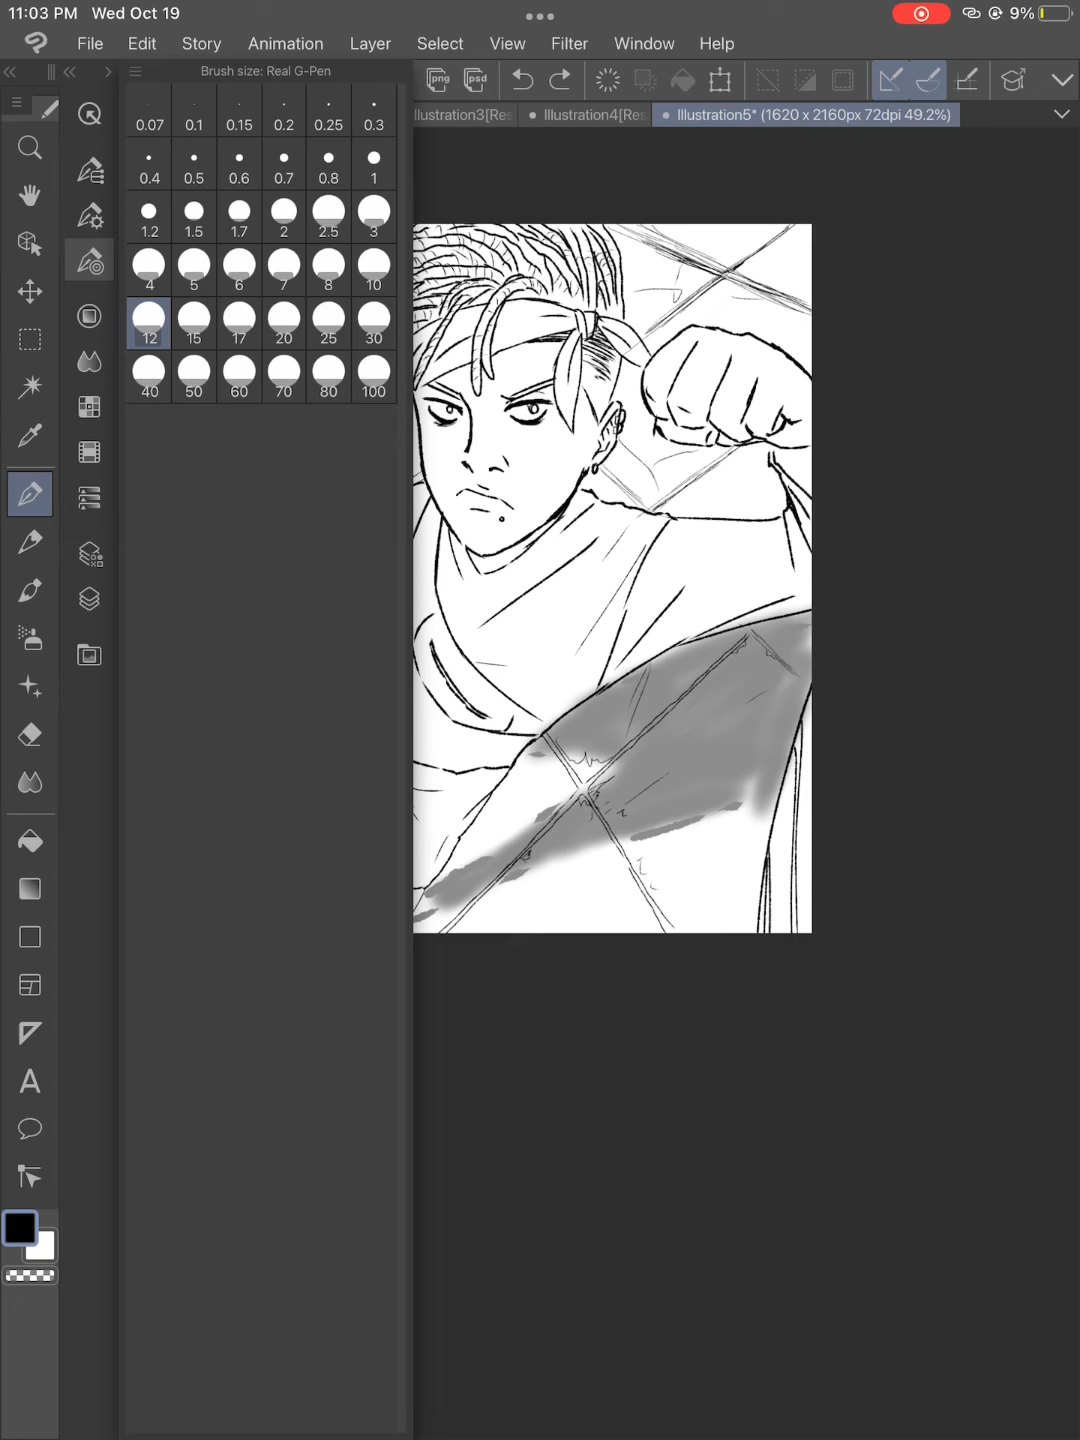 11:03 PM Wed Oct 19
9%
File Edit Story Animation Layer Select View Filter Window Help
Brush size: Real G-Pen
png psd
llustration3[Res Illustration4[Res Illustration5* (1620 x 2160px 72dpi 49.2%)
0.07 0.1 0.15 0.2 0.25 0.3
0.4 0.5 0.6 0.7 0.8 1
1.2 1.5 1.7 2 2.5 3
4 5 6 7 8 10
12 15 17 20 25 30
40 50 60 70 80 100
A